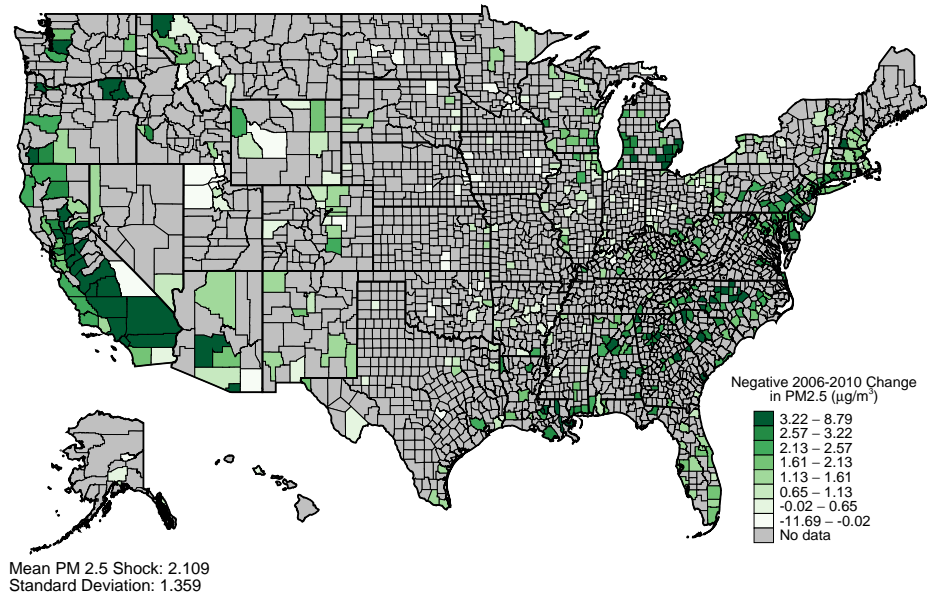 Negative 2006-2010 Change
in PM2.5 (μg/m³)
3.22 – 8.79
2.57 – 3.22
2.13 – 2.57
1.61 – 2.13
1.13 – 1.61
0.65 – 1.13
-0.02 – 0.65
-11.69 – -0.02
No data
Mean PM 2.5 Shock: 2.109
Standard Deviation: 1.359